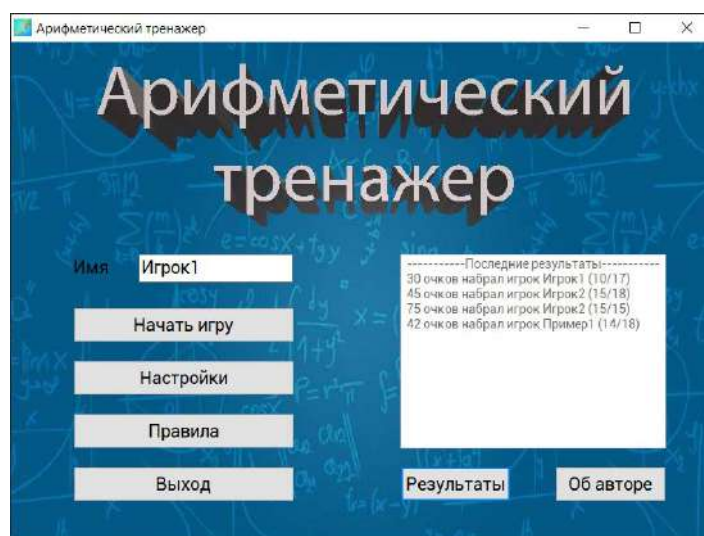 Арифметический тренажер
Арифметический
тренажер
Имя Игрок1
Начать игру
Настройки
Правила
Выход
-----------Последние результаты-----------
30 очков набрал игрок Игрок1 (10/17)
45 очков набрал игрок Игрок2 (15/18)
75 очков набрал игрок Игрок2 (15/15)
42 очков набрал игрок Пример1 (14/18)
Результаты
Об авторе